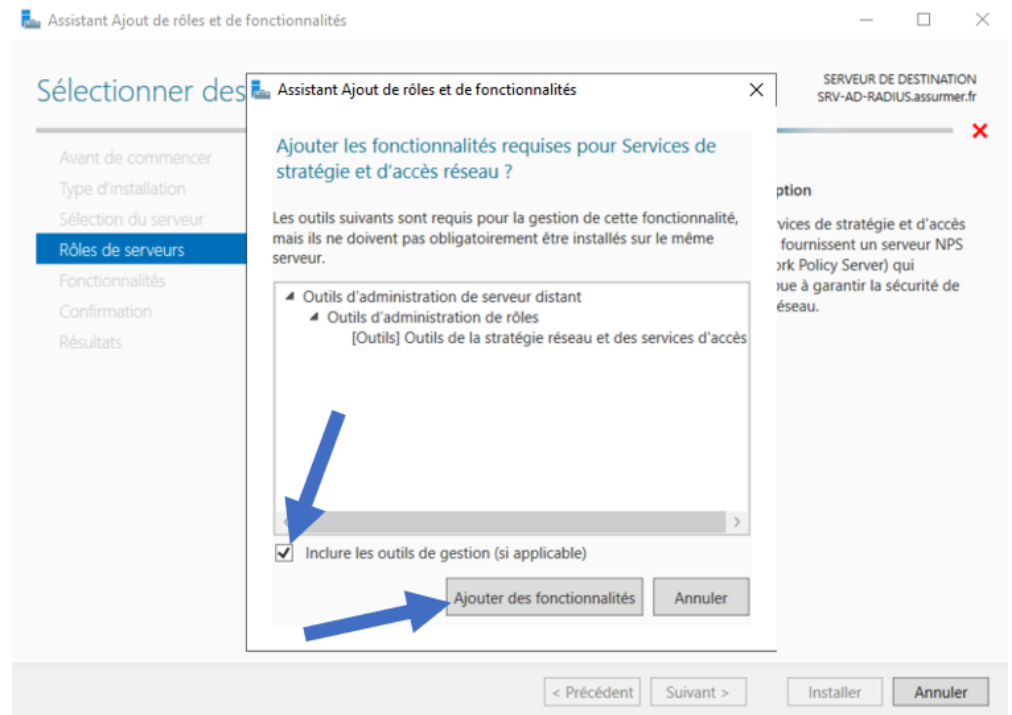 Assistant Ajout de rôles et de fonctionnalités
Sélectionner des
SERVEUR DE DESTINATION
SRV-AD-RADIUS.assurmer.fr
Avant de commencer
Type d'installation
Sélection du serveur
Rôles de serveurs
Fonctionnalités
Confirmation
Résultats
Assistant Ajout de rôles et de fonctionnalités
Ajouter les fonctionnalités requises pour Services de
stratégie et d'accès réseau ?
Les outils suivants sont requis pour la gestion de cette fonctionnalité,
mais ils ne doivent pas obligatoirement être installés sur le même
serveur.
Outils d'administration de serveur distant
Outils d'administration de rôles
[Outils] Outils de la stratégie réseau et des services d'accès
Inclure les outils de gestion (si applicable)
Ajouter des fonctionnalités
Annuler
ption
vices de stratégie et d'accès
fournissent un serveur NPS
ork Policy Server) qui
ue à garantir la sécurité de
éseau.
< Précédent
Suivant >
Installer
Annuler